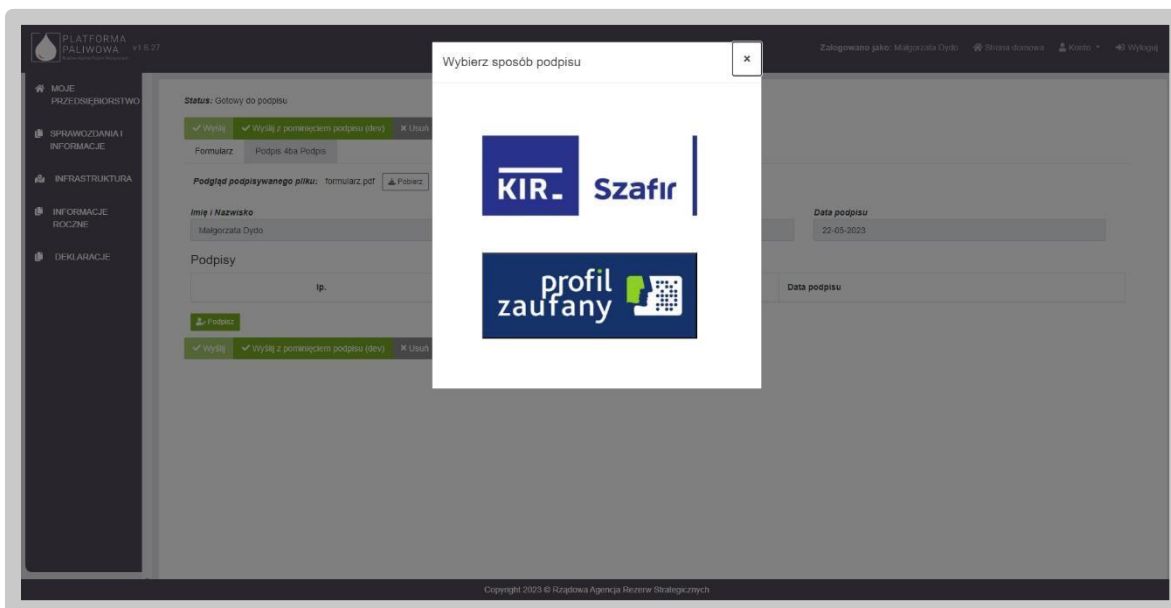 PLATFORMA
PALIWOWA v1.6.27
Zalogowano jako: Małgorzata Dydo Strona domowa Konto Wyloguj
Wybierz sposób podpisu ×
MOJE
PRZEDSIĘBIORSTWO
SPRAWOZDANIA I
INFORMACJE
INFRASTRUKTURA
INFORMACJE
ROCZNE
DEKLARACJE
Status: Gotowy do podpisu
Wyślij Wyślij z pominięciem podpisu (dev) Usuń
Formularz Podpis 4ba Podpis
Podgląd podpisywanego pliku: formularz.pdf Pobierz
Imię i Nazwisko Data podpisu
Małgorzata Dydo 22-05-2023
Podpisy
lp. Data podpisu
Podpisz
Wyślij Wyślij z pominięciem podpisu (dev) Usuń
KIR Szafir
profil
zaufany
Copyright 2023 © Rządowa Agencja Rezerw Strategicznych